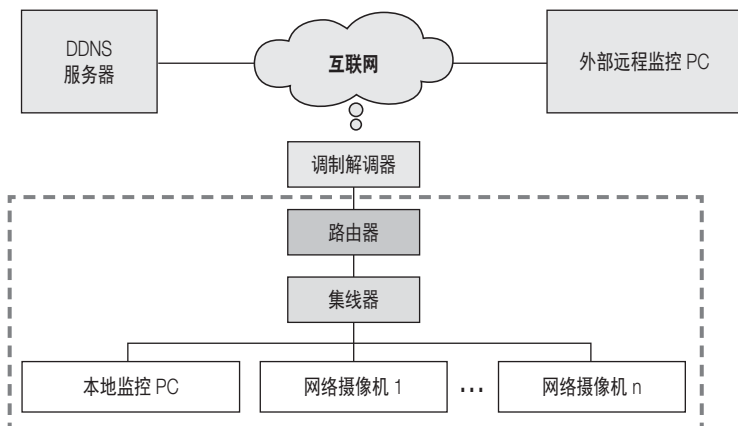 DDNS
服务器
互联网
外部远程监控 PC
调制解调器
路由器
集线器
本地监控 PC
网络摄像机 1
...
网络摄像机 n